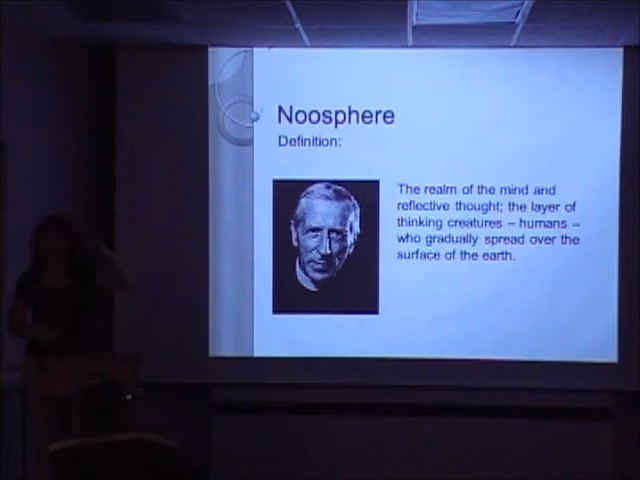 Noosphere
Definition:
The realm of the mind and
reflective thought; the layer of
thinking creatures – humans –
who gradually spread over the
surface of the earth.